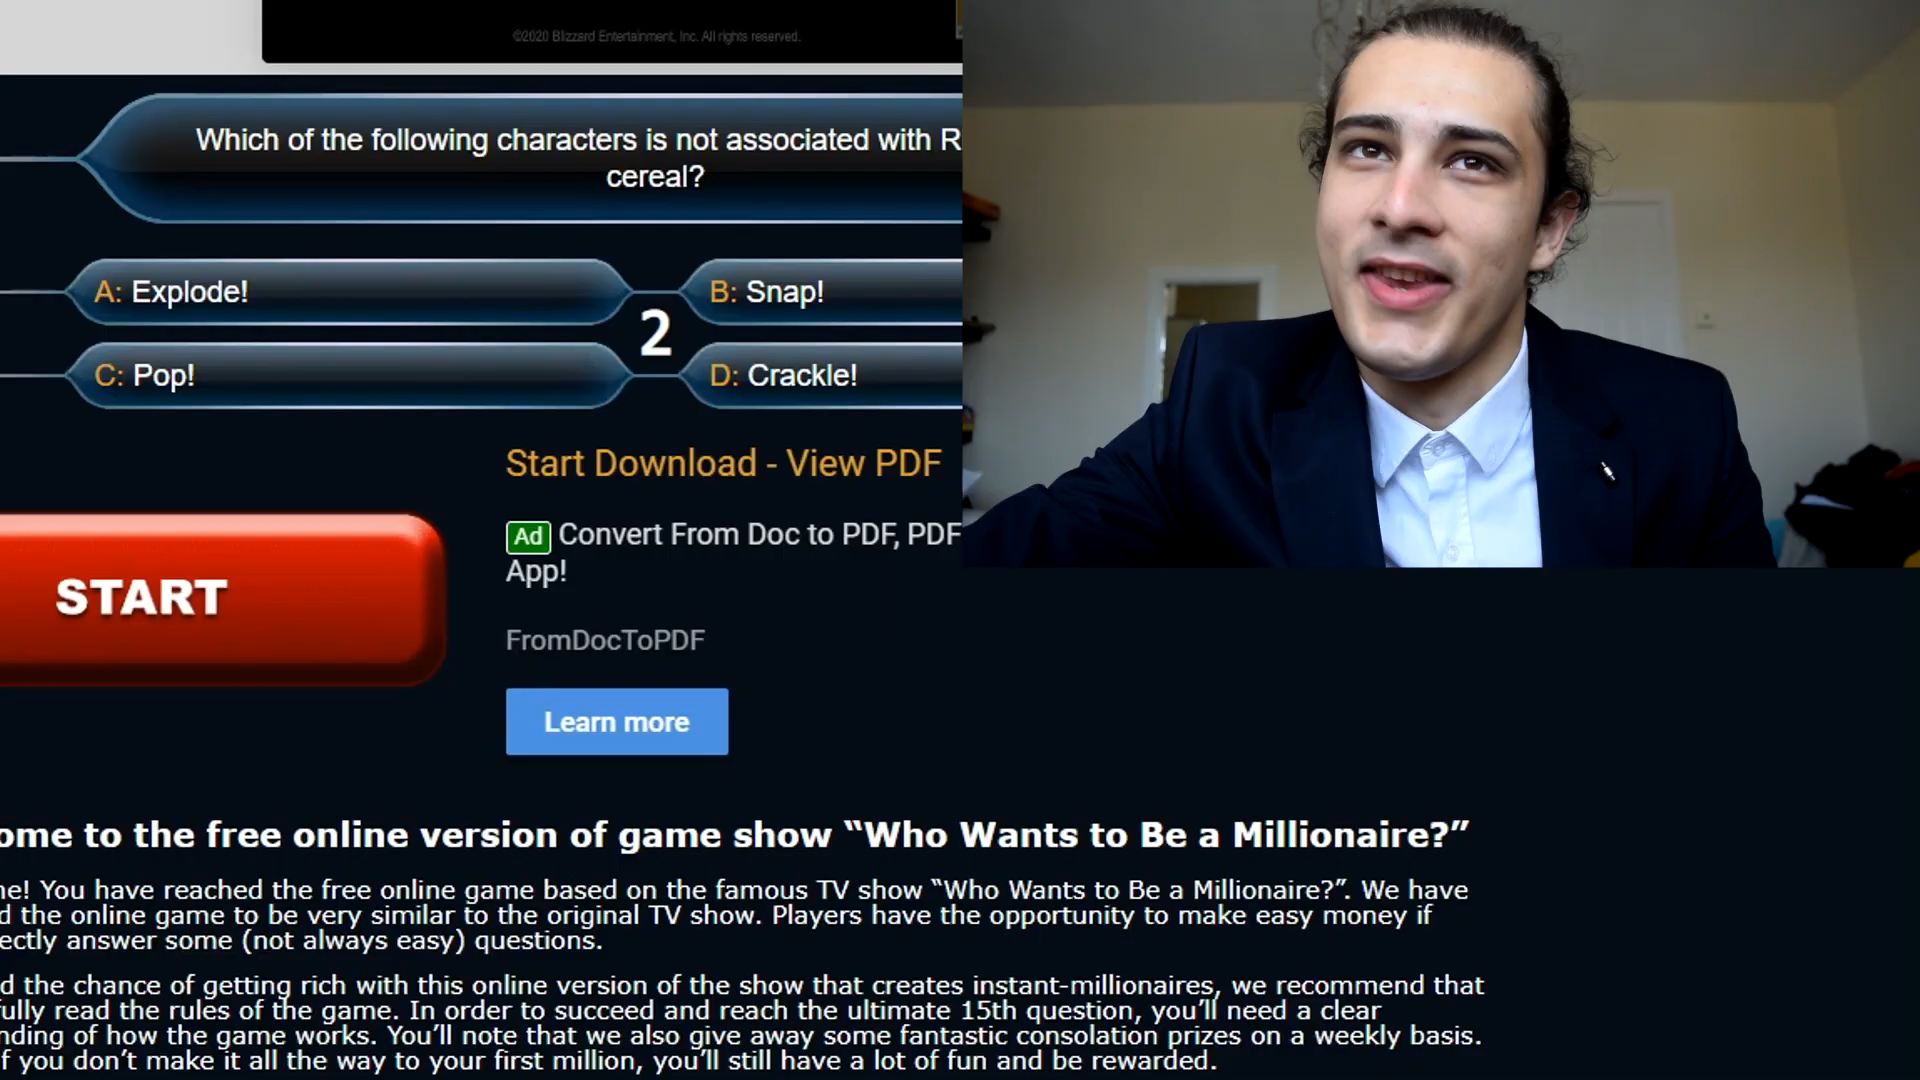 ©2020 Blizzard Entertainment, Inc. All rights reserved.
Which of the following characters is not associated with R
cereal?
A: Explode!
B: Snap!
2
C: Pop!
D: Crackle!
Start Download - View PDF
Ad Convert From Doc to PDF, PDF
App!
START
FromDocToPDF
Learn more
ome to the free online version of game show “Who Wants to Be a Millionaire?”
ne! You have reached the free online game based on the famous TV show “Who Wants to Be a Millionaire?”. We have
d the online game to be very similar to the original TV show. Players have the opportunity to make easy money if
ectly answer some (not always easy) questions.
d the chance of getting rich with this online version of the show that creates instant-millionaires, we recommend that
fully read the rules of the game. In order to succeed and reach the ultimate 15th question, you’ll need a clear
nding of how the game works. You’ll note that we also give away some fantastic consolation prizes on a weekly basis.
f you don’t make it all the way to your first million, you’ll still have a lot of fun and be rewarded.